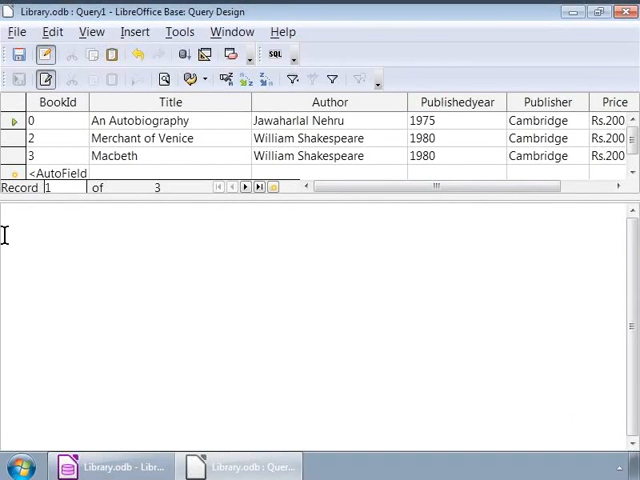 Library.odb : Query1 - LibreOffice Base: Query Design
File Edit View Insert Tools Window Help
SQL
BookId Title Author Publishedyear Publisher Price
0 An Autobiography Jawaharlal Nehru 1975 Cambridge Rs.200
2 Merchant of Venice William Shakespeare 1980 Cambridge Rs.200
3 Macbeth William Shakespeare 1980 Cambridge Rs.200
<AutoField
Record 1 of 3
Library.odb - Libr... Library.odb : Quer...